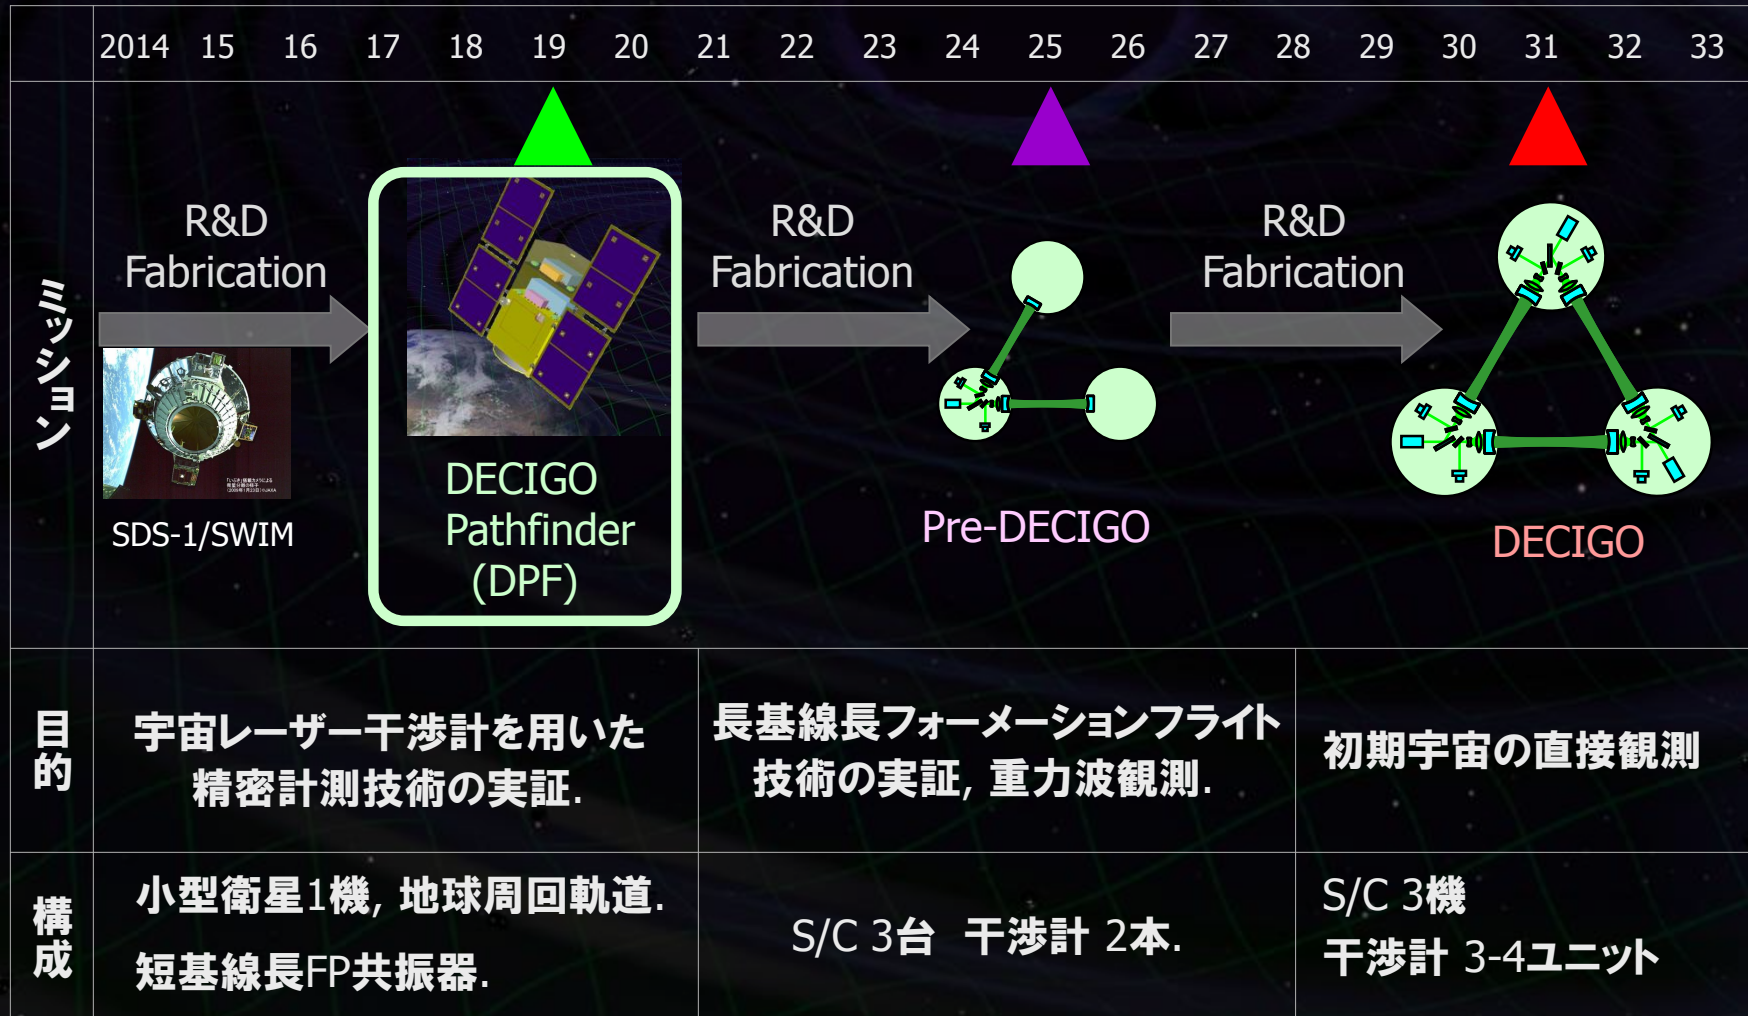 2014 15 16 17 18 19 20 21 22 23 24 25 26 27 28 29 30 31 32 33
ミッション
R&D
Fabrication
SDS-1/SWIM
DECIGO
Pathfinder
(DPF)
R&D
Fabrication
Pre-DECIGO
R&D
Fabrication
DECIGO
目的
宇宙レーザー干渉計を用いた
精密計測技術の実証.
長基線長フォーメーションフライト
技術の実証, 重力波観測.
初期宇宙の直接観測
構成
小型衛星1機, 地球周回軌道.
短基線長FP共振器.
S/C 3台 干渉計 2本.
S/C 3機
干渉計 3-4ユニット